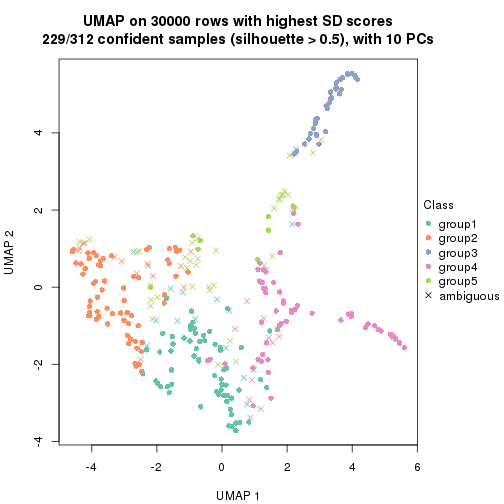 UMAP on 30000 rows with highest SD scores
229/312 confident samples (silhouette > 0.5), with 10 PCs
UMAP 2
4
2
0
-2
-4
-4
-2
0
2
4
6
UMAP 1
Class
group1
group2
group3
group4
group5
ambiguous